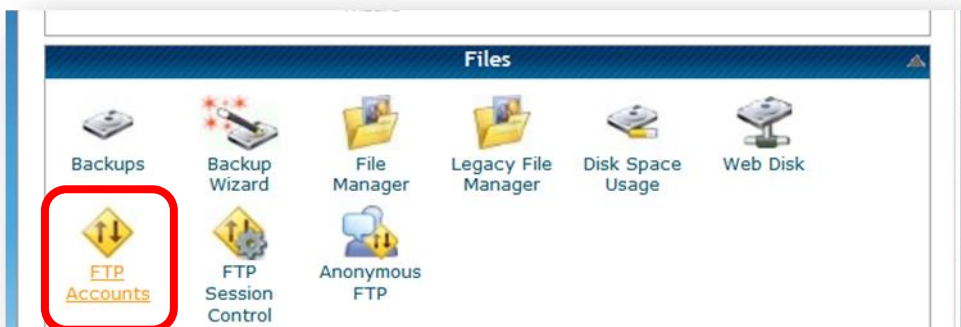 Files
Backups
Backup
Wizard
File
Manager
Legacy File
Manager
Disk Space
Usage
Web Disk
FTP
Accounts
FTP
Session
Control
Anonymous
FTP